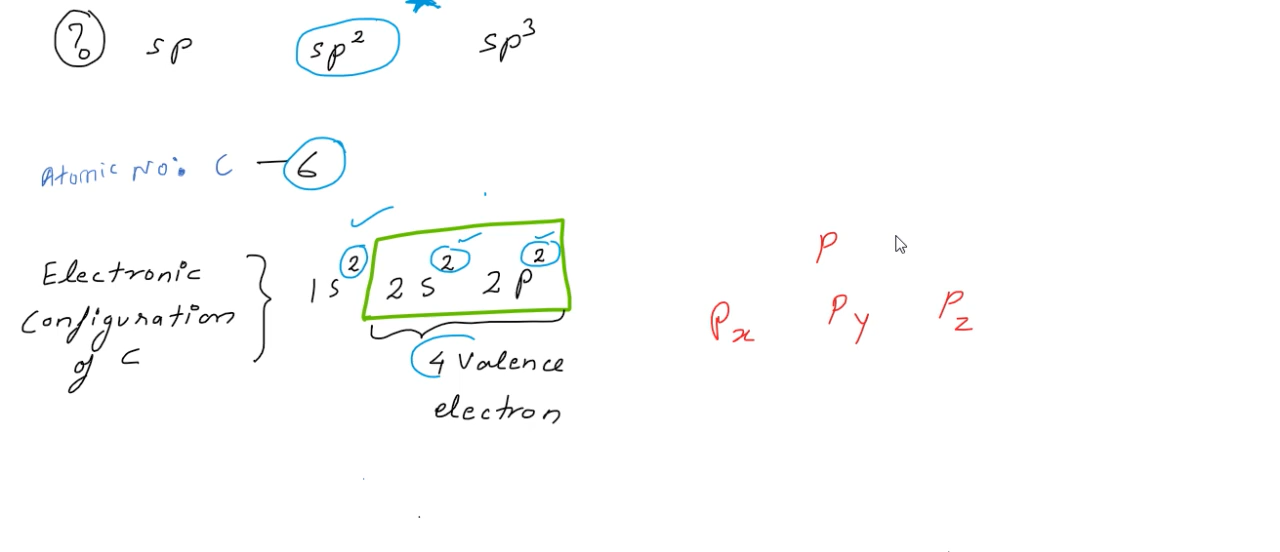 ? sp sp² sp³
Atomic No: C – 6
Electronic
Configuration
of C
1s² 2s² 2p²
4 Valence
electron
P
Px Py Pz